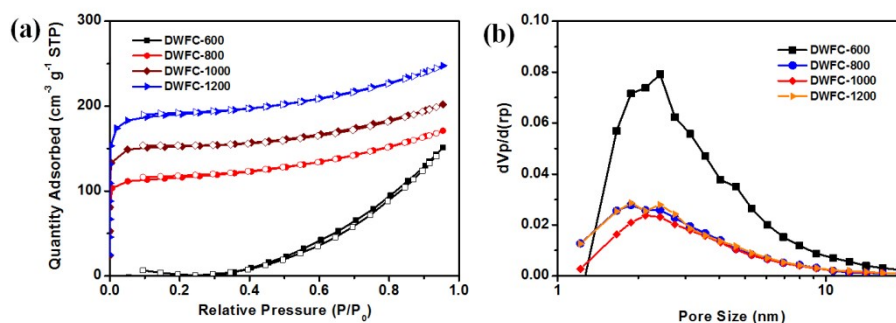 (a)
DWFC-600
DWFC-800
DWFC-1000
DWFC-1200
300
250
200
150
100
50
0
0.0 0.2 0.4 0.6 0.8 1.0
Quantity Adsorbed (cm⁻³ g⁻¹ STP)
Relative Pressure (P/P₀)
(b)
DWFC-600
DWFC-800
DWFC-1000
DWFC-1200
0.10
0.08
0.06
0.04
0.02
0.00
1 10
dVp/d(rp)
Pore Size (nm)